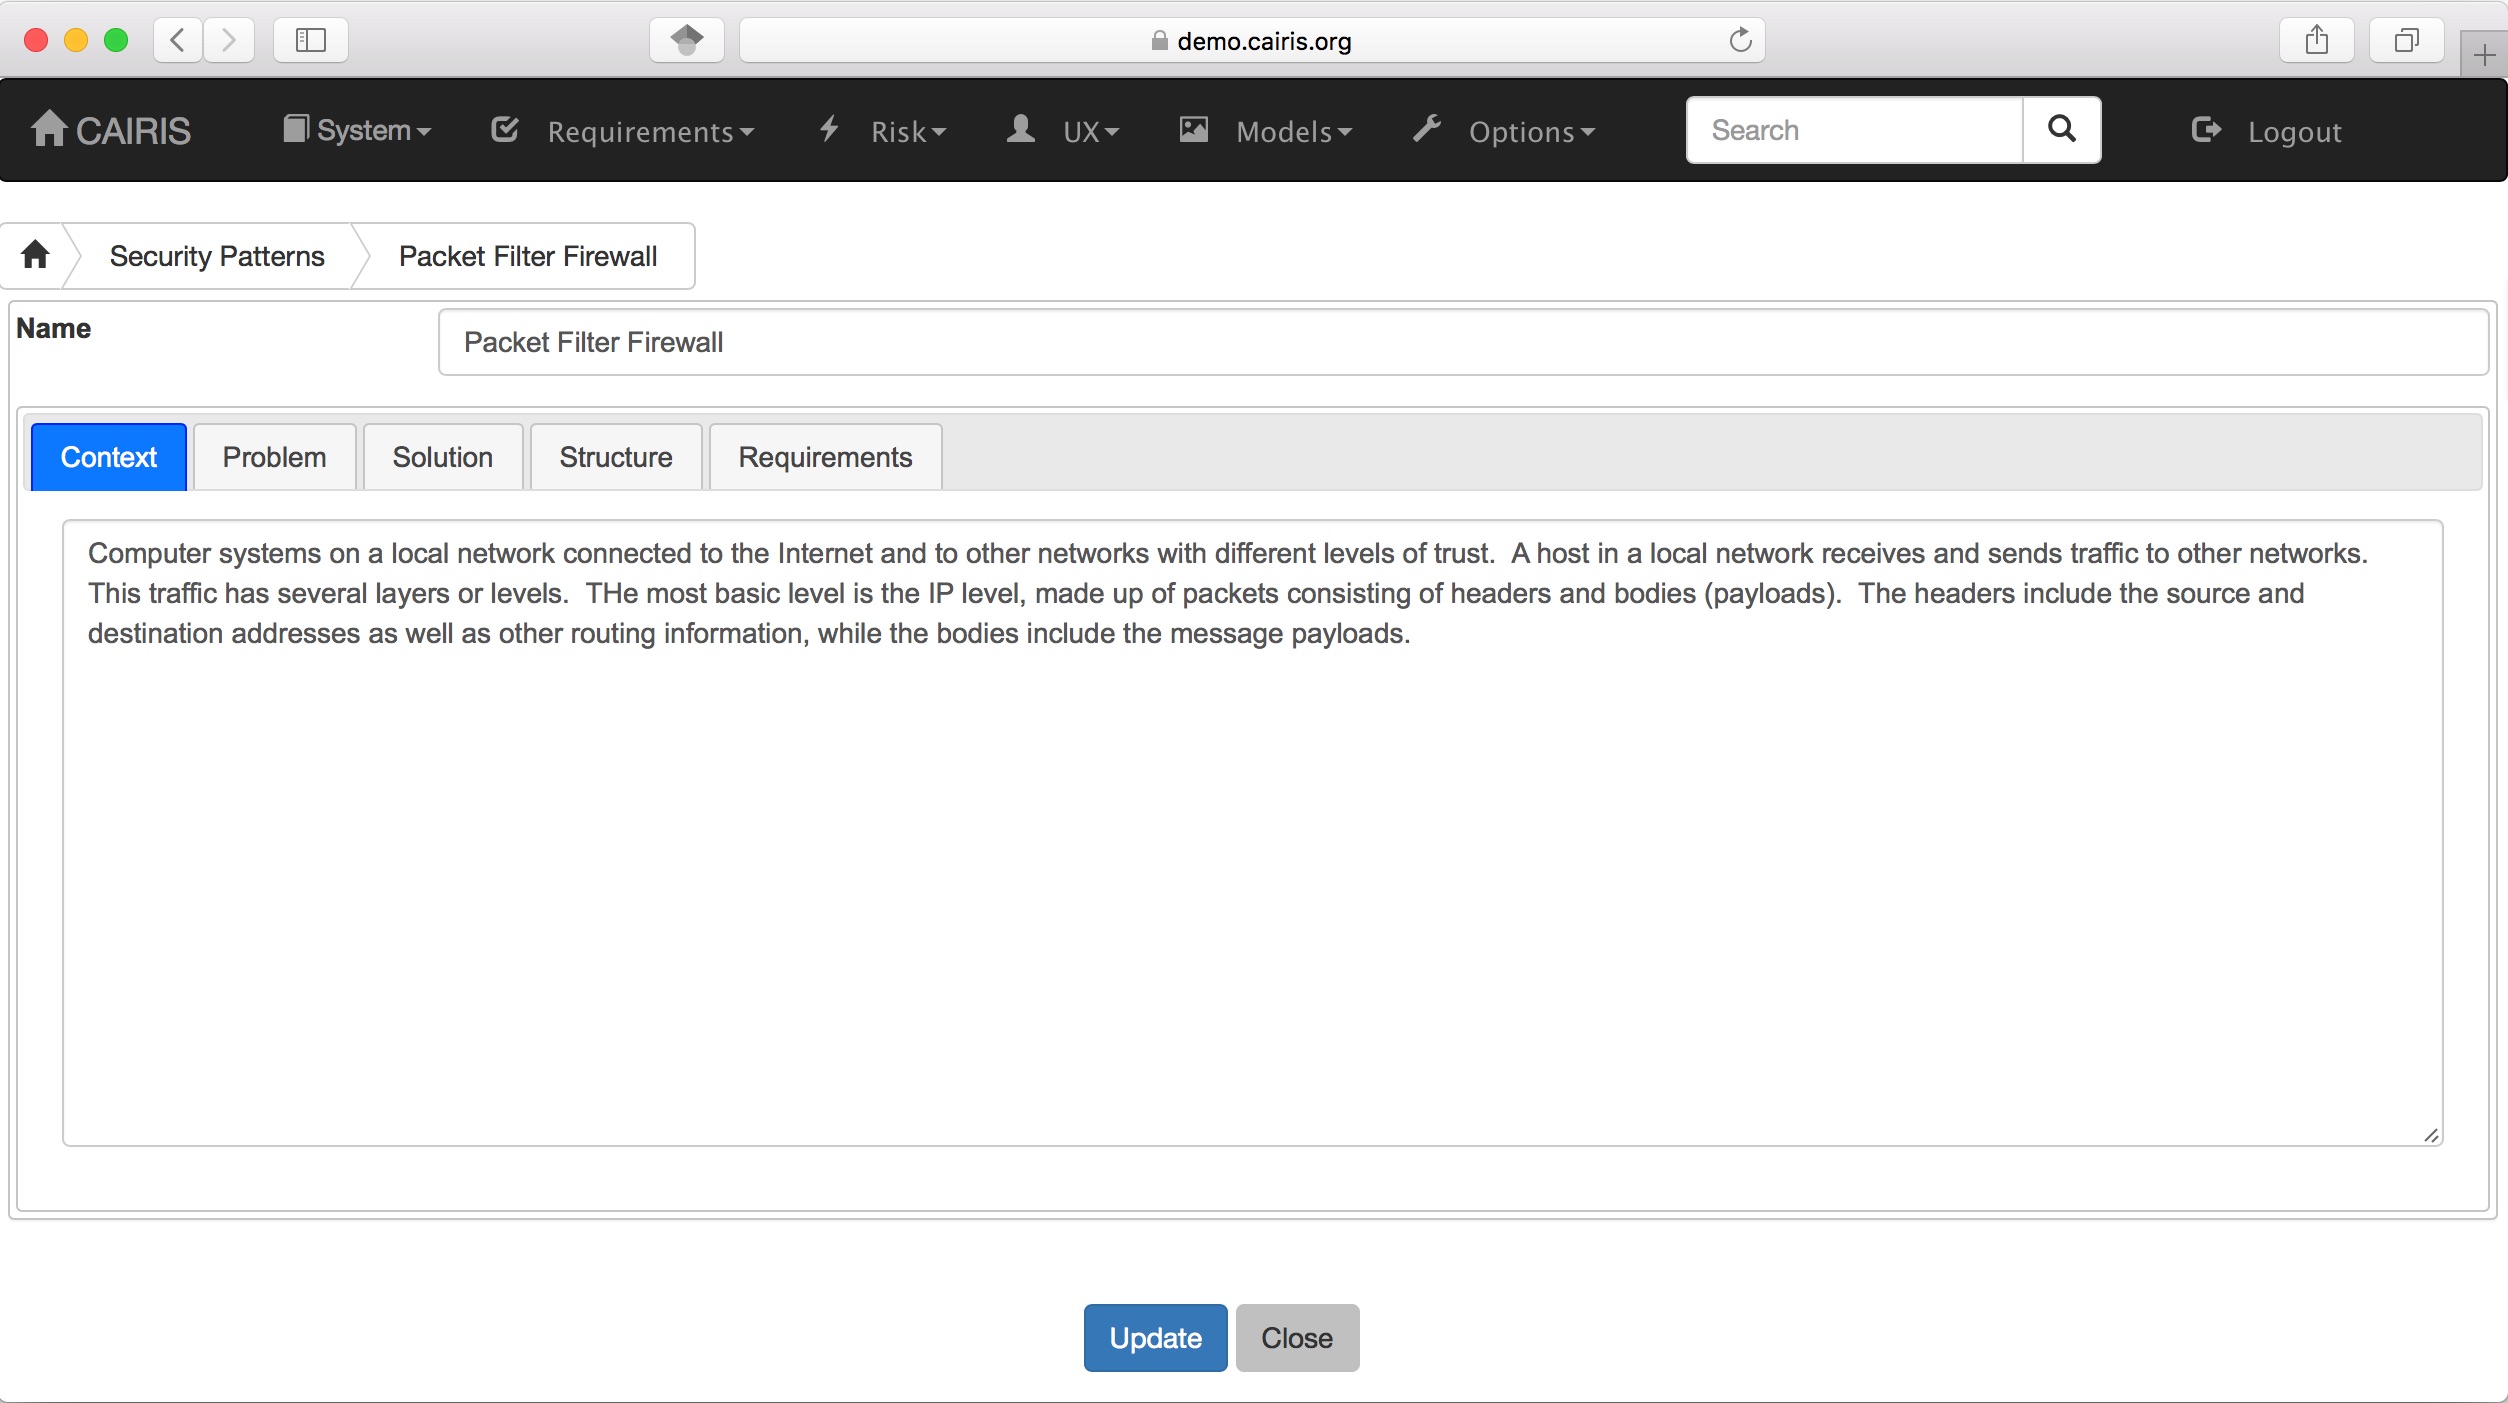 demo.cairis.org
CAIRIS System Requirements Risk UX Models Options Search Logout
Security Patterns Packet Filter Firewall
Name Packet Filter Firewall
Context Problem Solution Structure Requirements
Computer systems on a local network connected to the Internet and to other networks with different levels of trust.  A host in a local network receives and sends traffic to other networks.
This traffic has several layers or levels.  THe most basic level is the IP level, made up of packets consisting of headers and bodies (payloads).  The headers include the source and
destination addresses as well as other routing information, while the bodies include the message payloads.
Update Close